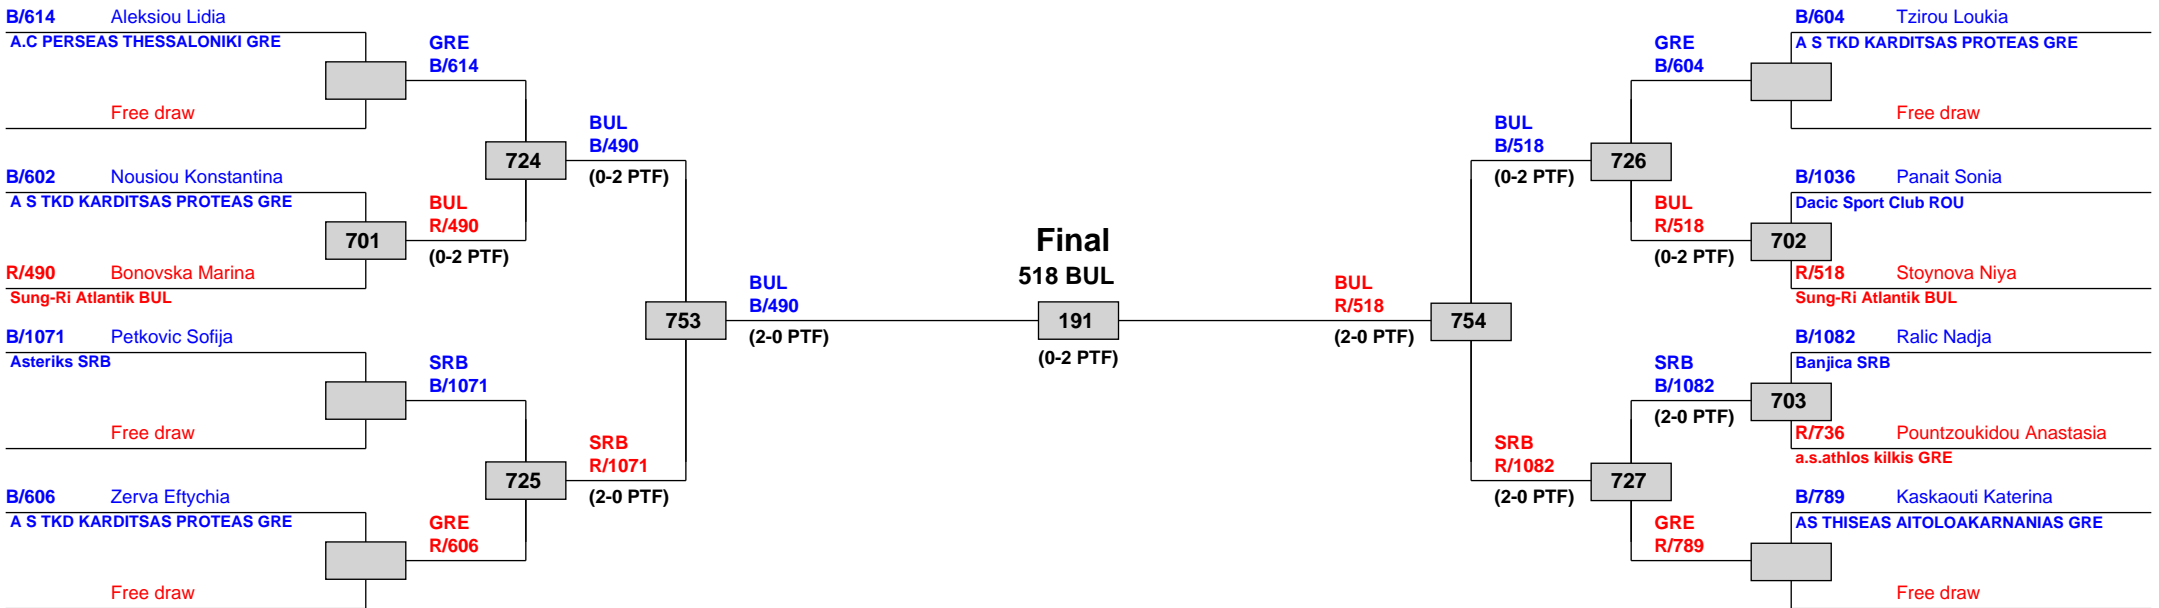 B/614 Aleksiou Lidia
A.C PERSEAS THESSALONIKI GRE
Free draw
B/602 Nousiou Konstantina
A S TKD KARDITSAS PROTEAS GRE
701
R/490 Bonovska Marina
Sung-Ri Atlantik BUL
B/1071 Petkovic Sofija
Asteriks SRB
Free draw
B/606 Zerva Eftychia
A S TKD KARDITSAS PROTEAS GRE
Free draw
GRE
B/614
724
BUL
R/490
(0-2 PTF)
SRB
B/1071
725
GRE
R/606
BUL
B/490
(0-2 PTF)
753
SRB
R/1071
(2-0 PTF)
BUL
B/490
(2-0 PTF)
Final
518 BUL
191
(0-2 PTF)
BUL
R/518
(2-0 PTF)
754
BUL
B/518
(0-2 PTF)
SRB
R/1082
(2-0 PTF)
GRE
B/604
726
BUL
R/518
(0-2 PTF)
SRB
B/1082
(2-0 PTF)
727
GRE
R/789
B/604 Tzirou Loukia
A S TKD KARDITSAS PROTEAS GRE
Free draw
B/1036 Panait Sonia
Dacic Sport Club ROU
702
R/518 Stoynova Niya
Sung-Ri Atlantik BUL
B/1082 Ralic Nadja
Banjica SRB
703
R/736 Pountzoukidou Anastasia
a.s.athlos kilkis GRE
B/789 Kaskaouti Katerina
AS THISEAS AITOLOAKARNANIAS GRE
Free draw